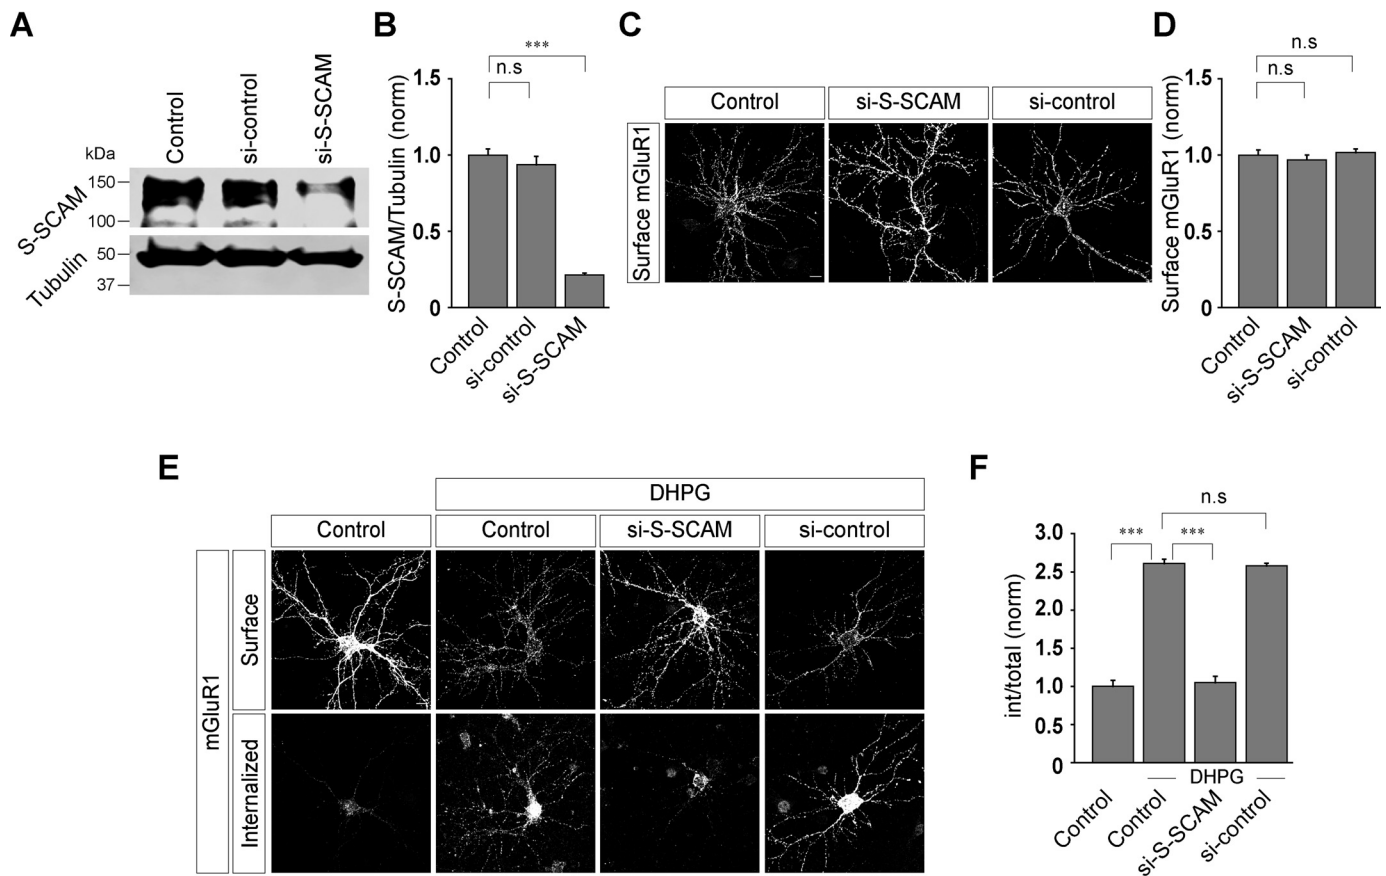 A
Control
si-control
si-S-SCAM
kDa
150
100
50
37
S-SCAM
Tubulin
B
***
n.s
S-SCAM/Tubulin (norm)
1.5
1.0
0.5
0
Control
si-control
si-S-SCAM
C
Control
si-S-SCAM
si-control
Surface mGluR1
D
n.s
n.s
Surface mGluR1 (norm)
1.5
1.0
0.5
0
Control
si-S-SCAM
si-control
E
DHPG
Control
Control
si-S-SCAM
si-control
mGluR1
Surface
Internalized
F
n.s
***
***
int/total (norm)
3.0
2.5
2.0
1.5
1.0
0.5
0
DHPG
Control
Control
si-S-SCAM
si-control